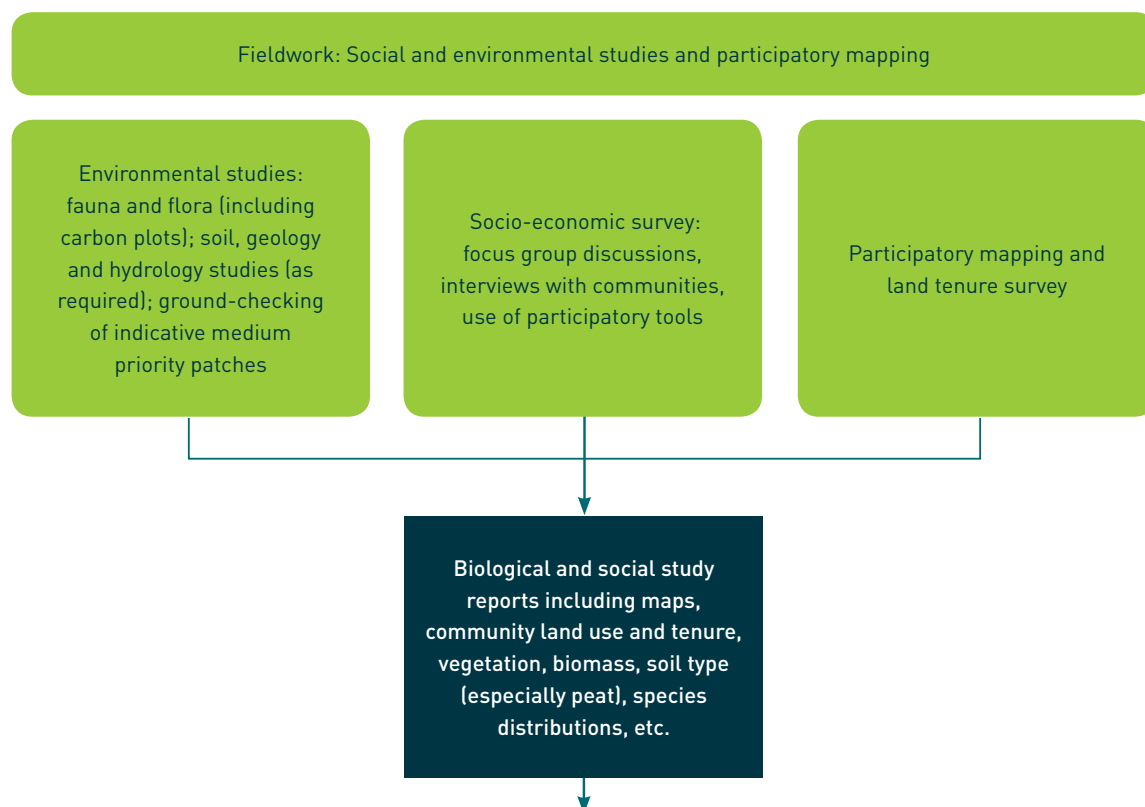 Fieldwork: Social and environmental studies and participatory mapping
Environmental studies:
fauna and flora (including
carbon plots); soil, geology
and hydrology studies (as
required); ground-checking
of indicative medium
priority patches
Socio-economic survey:
focus group discussions,
interviews with communities,
use of participatory tools
Participatory mapping and
land tenure survey
Biological and social study
reports including maps,
community land use and tenure,
vegetation, biomass, soil type
(especially peat), species
distributions, etc.